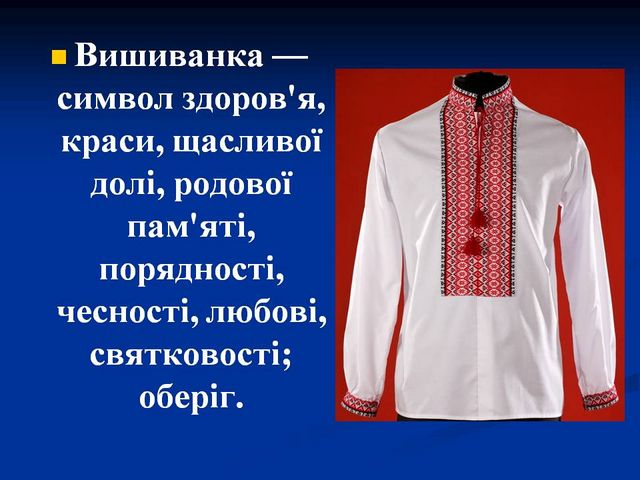 Вишиванка —
символ здоров'я,
краси, щасливої
долі, родової
пам'яті,
порядності,
чесності, любові,
святковості;
оберіг.